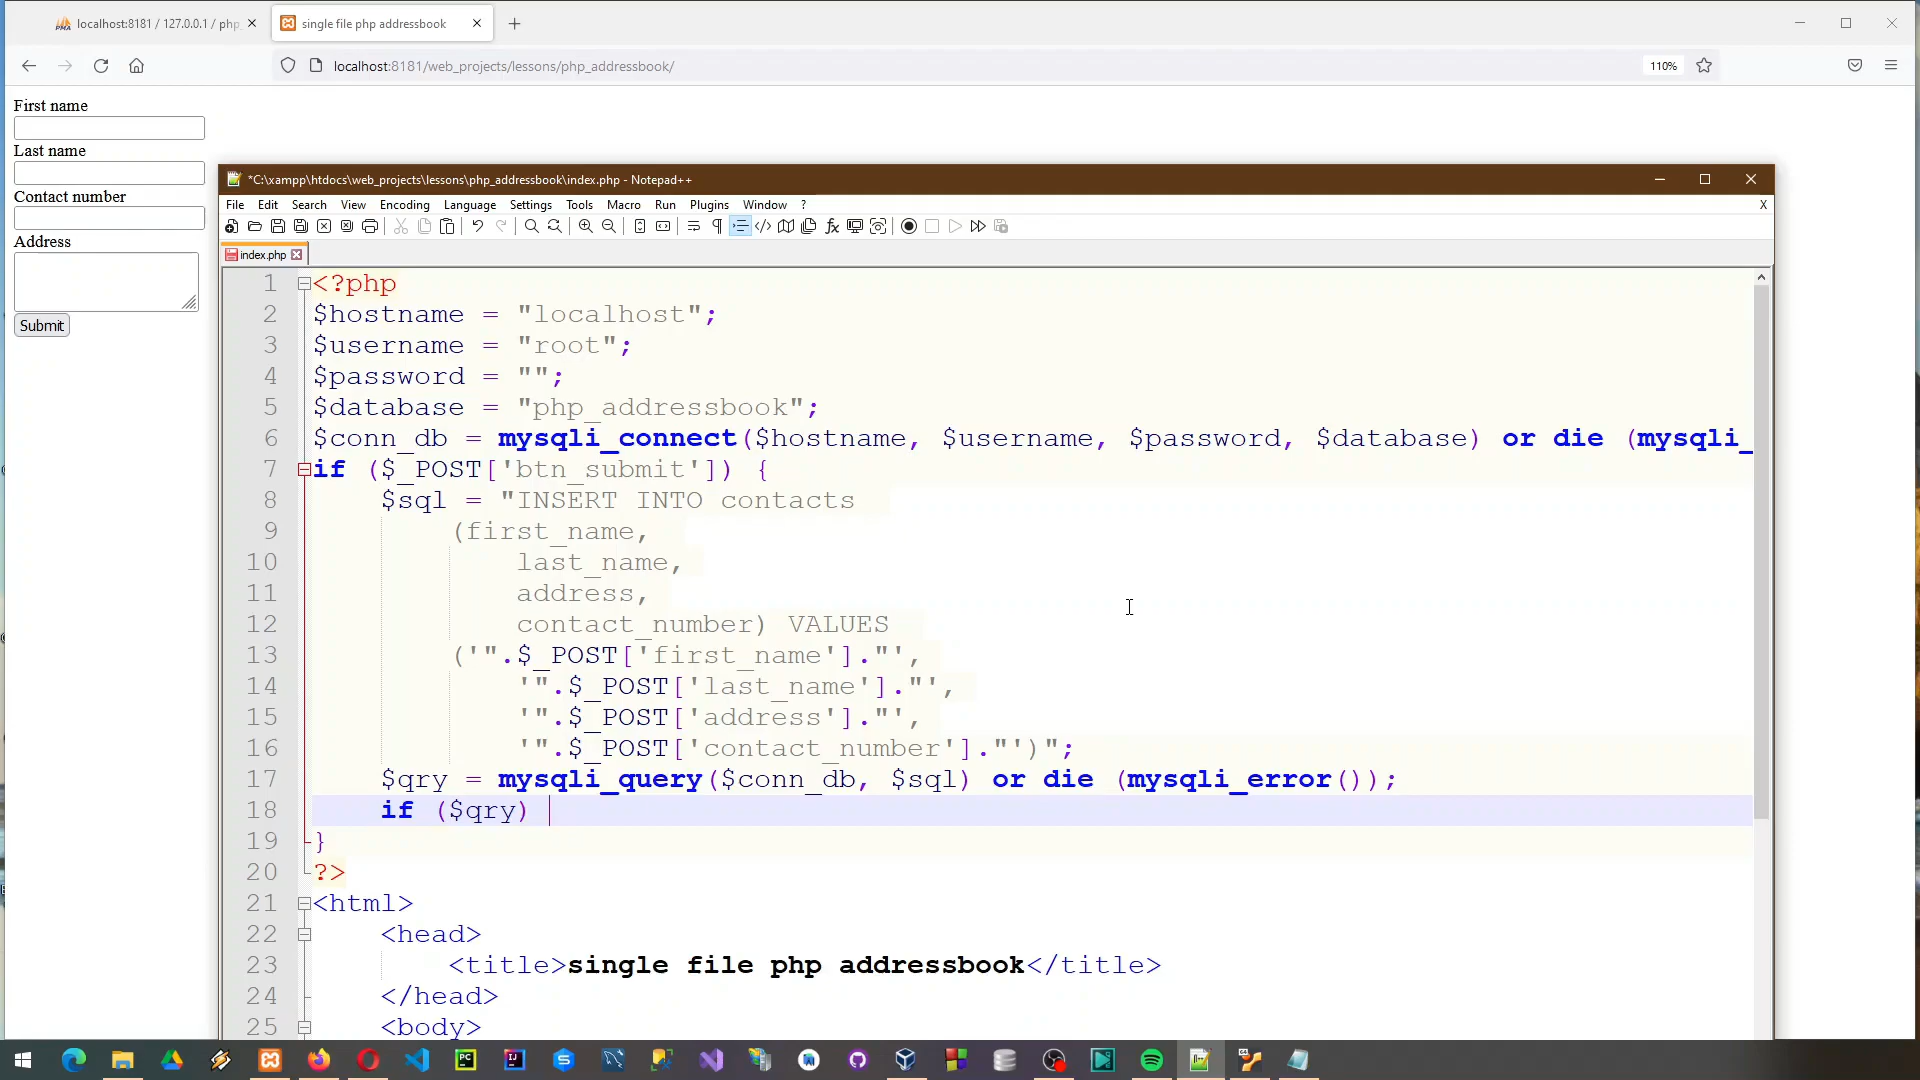 localhost:8181 / 127.0.0.1 / php_
single file php addressbook
localhost:8181/web_projects/lessons/php_addressbook/
110%
First name
Last name
Contact number
Address
Submit
*C:\xampp\htdocs\web_projects\lessons\php_addressbook\index.php - Notepad++
File Edit Search View Encoding Language Settings Tools Macro Run Plugins Window ?
X
index.php
1 <?php
2 $hostname = "localhost";
3 $username = "root";
4 $password = "";
5 $database = "php_addressbook";
6 $conn_db = mysqli_connect($hostname, $username, $password, $database) or die (mysqli_
7 if ($_POST['btn_submit']) {
8 $sql = "INSERT INTO contacts
9 (first_name,
10 last_name,
11 address,
12 contact_number) VALUES
13 ('".$_POST['first_name']."',
14 '".$_POST['last_name']."',
15 '".$_POST['address']."',
16 '".$_POST['contact_number']."')";
17 $qry = mysqli_query($conn_db, $sql) or die (mysqli_error());
18 if ($qry)
19 }
20 ?>
21 <html>
22 <head>
23 <title>single file php addressbook</title>
24 </head>
25 <body>